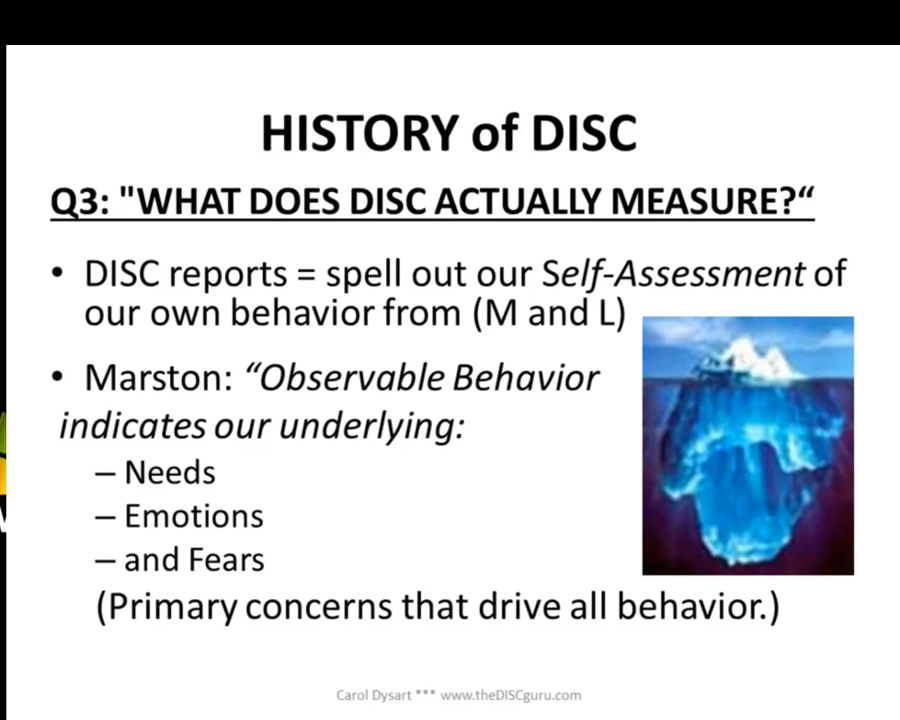 HISTORY of DISC
Q3: "WHAT DOES DISC ACTUALLY MEASURE?“
• DISC reports = spell out our Self-Assessment of
our own behavior from (M and L)
• Marston: “Observable Behavior
indicates our underlying:
– Needs
– Emotions
– and Fears
(Primary concerns that drive all behavior.)
Carol Dysart *** www.theDISCguru.com